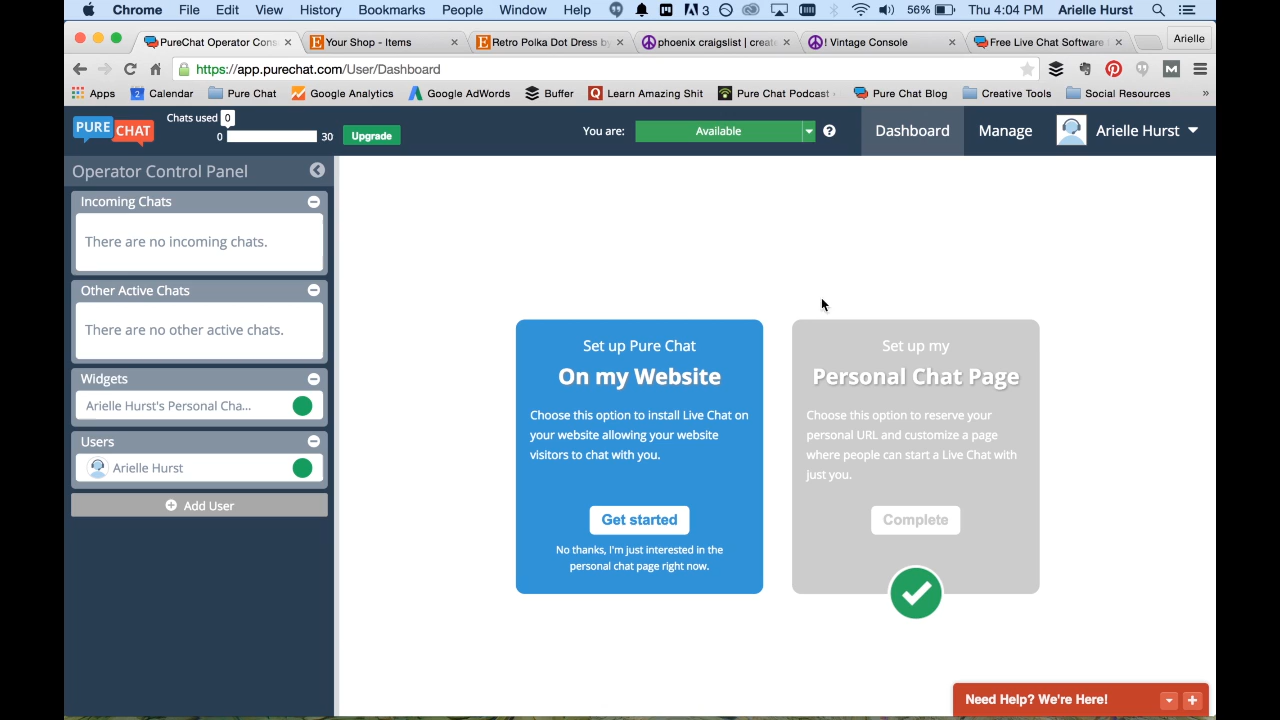 Chrome File Edit View History Bookmarks People Window Help 3 56% Thu 4:04 PM Arielle Hurst
PureChat Operator Con
Your Shop - Items
Retro Polka Dot Dress by
phoenix craigslist | create
! Vintage Console
Free Live Chat Software
Arielle
https://app.purechat.com/User/Dashboard
Apps
2 Calendar
Pure Chat
Google Analytics
Google AdWords
Buffer
Learn Amazing Shit
Pure Chat Podcast
Pure Chat Blog
Creative Tools
Social Resources
»
PURE CHAT
Chats used 0
0 30
Upgrade
You are:
Available
?
Dashboard
Manage
Arielle Hurst
Operator Control Panel
Incoming Chats
There are no incoming chats.
Other Active Chats
There are no other active chats.
Widgets
Arielle Hurst's Personal Cha...
Users
Arielle Hurst
Add User
Set up Pure Chat
On my Website
Choose this option to install Live Chat on
your website allowing your website
visitors to chat with you.
Get started
No thanks, I'm just interested in the
personal chat page right now.
Set up my
Personal Chat Page
Choose this option to reserve your
personal URL and customize a page
where people can start a Live Chat with
just you.
Complete
Need Help? We're Here!